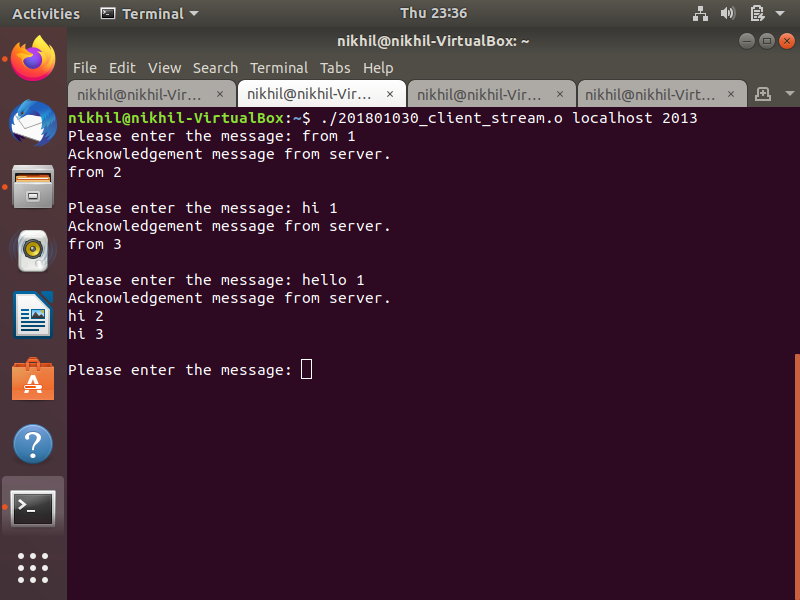 Activities Terminal Thu 23:36
nikhil@nikhil-VirtualBox: ~
File Edit View Search Terminal Tabs Help
nikhil@nikhil-Vir... × nikhil@nikhil-Vir... × nikhil@nikhil-Vir... × nikhil@nikhil-Virt... ×
nikhil@nikhil-VirtualBox:~$ ./201801030_client_stream.o localhost 2013
Please enter the message: from 1
Acknowledgement message from server.
from 2
Please enter the message: hi 1
Acknowledgement message from server.
from 3
Please enter the message: hello 1
Acknowledgement message from server.
hi 2
hi 3
Please enter the message: